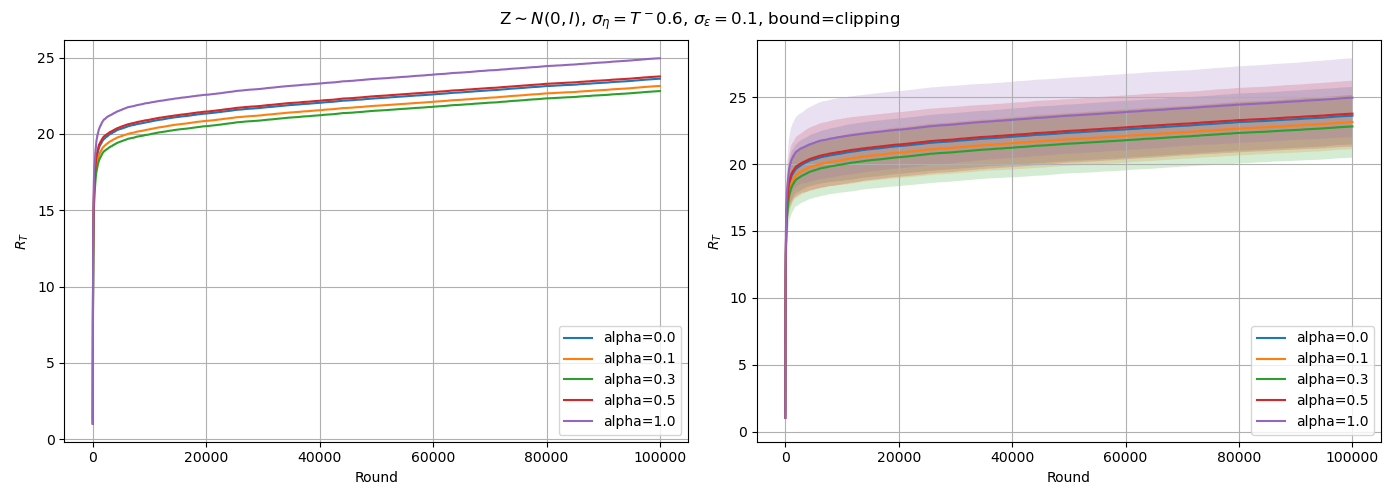 Z ~ N(0, I), σ_η = T⁻0.6, σ_ε = 0.1, bound=clipping
R_T
25
20
15
10
5
0
0 20000 40000 60000 80000 100000
Round
alpha=0.0
alpha=0.1
alpha=0.3
alpha=0.5
alpha=1.0
R_T
25
20
15
10
5
0
0 20000 40000 60000 80000 100000
Round
alpha=0.0
alpha=0.1
alpha=0.3
alpha=0.5
alpha=1.0